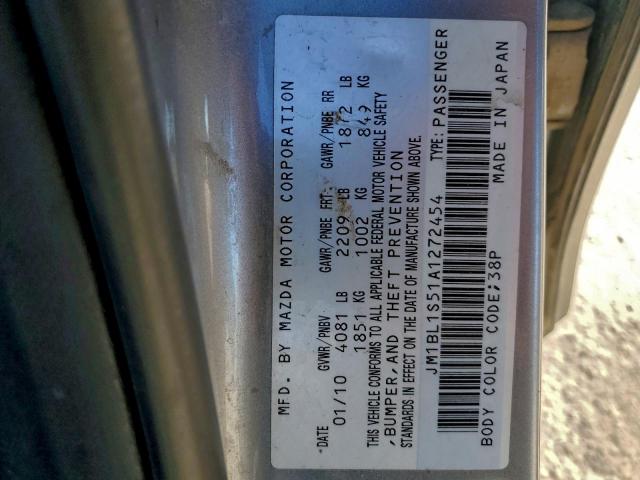 MFD. BY MAZDA MOTOR CORPORATION
DATE GVWR/PNBV GAWR/PNBE FRT. GAWR/PNBE RR
01/10 4081 LB 2209 LB 1872 LB
1851 KG 1002 KG 849 KG
THIS VEHICLE CONFORMS TO ALL APPLICABLE FEDERAL MOTOR VEHICLE SAFETY
,BUMPER,AND THEFT PREVENTION
STANDARDS IN EFFECT ON THE DATE OF MANUFACTURE SHOWN ABOVE.
JM1BL1S51A1272454 TYPE: PASSENGER
BODY COLOR CODE;38P MADE IN JAPAN